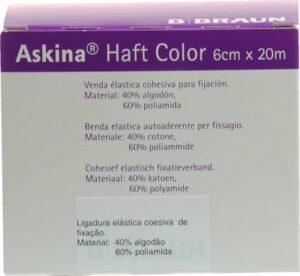 B BRAUN
Askina® Haft Color 6cm x 20m
Venda élastica cohesiva para fijación.
Material: 40% algodón,
60% poliamida
Benda elastica autoaderente per fissagio.
Materiale: 40% cotone,
60% poliammide
Cohesief elastisch fixatieverband.
Materiaal: 40% katoen,
60% polyamide
Ligadura elástica coesiva de
fixação.
Material: 40% algodão
60% poliamida